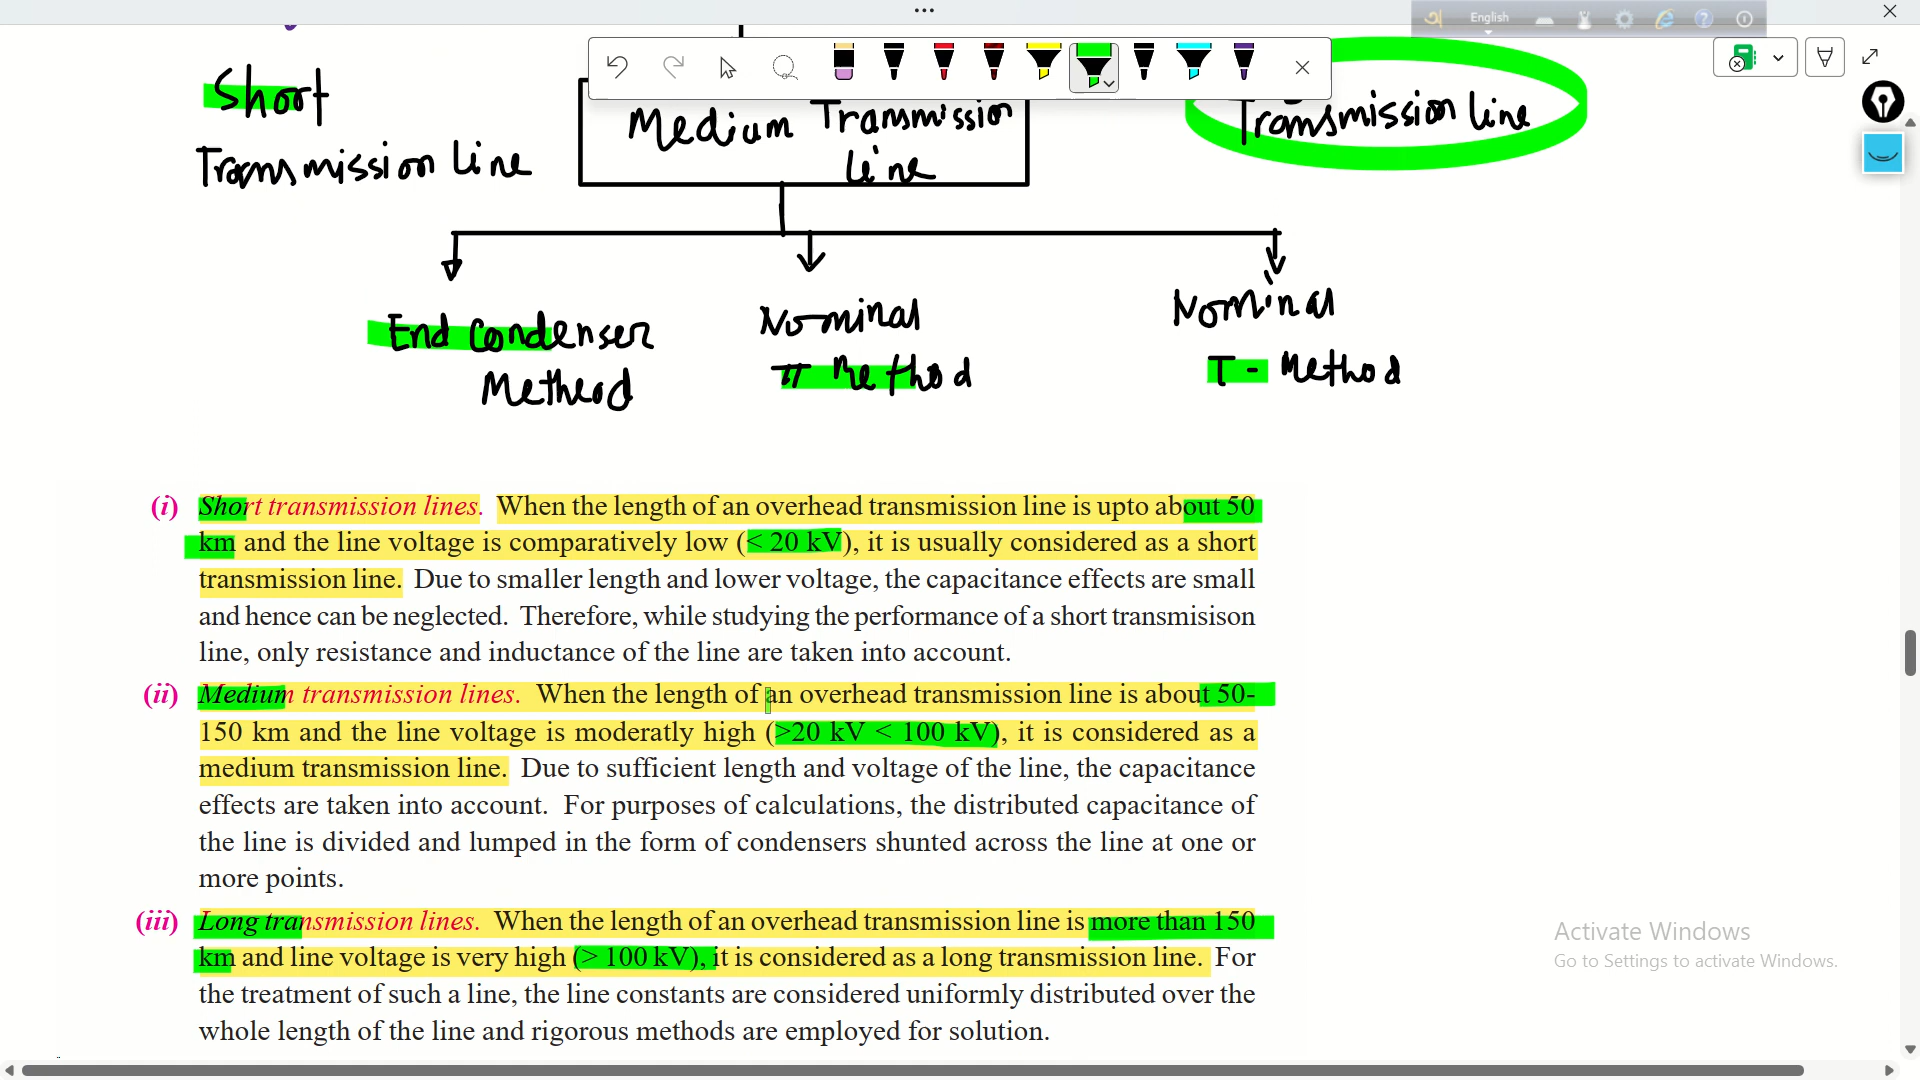 English
Short
Transmission line
Medium Transmission
line
Transmission line
End Condenser
Metheod
Nominal
π Method
Nominal
T - Method
(i) Short transmission lines. When the length of an overhead transmission line is upto about 50
km and the line voltage is comparatively low (< 20 kV), it is usually considered as a short
transmission line. Due to smaller length and lower voltage, the capacitance effects are small
and hence can be neglected. Therefore, while studying the performance of a short transmisison
line, only resistance and inductance of the line are taken into account.
(ii) Medium transmission lines. When the length of an overhead transmission line is about 50-
150 km and the line voltage is moderatly high (>20 kV < 100 kV), it is considered as a
medium transmission line. Due to sufficient length and voltage of the line, the capacitance
effects are taken into account. For purposes of calculations, the distributed capacitance of
the line is divided and lumped in the form of condensers shunted across the line at one or
more points.
(iii) Long transmission lines. When the length of an overhead transmission line is more than 150
km and line voltage is very high (> 100 kV), it is considered as a long transmission line. For
the treatment of such a line, the line constants are considered uniformly distributed over the
whole length of the line and rigorous methods are employed for solution.
Activate Windows
Go to Settings to activate Windows.